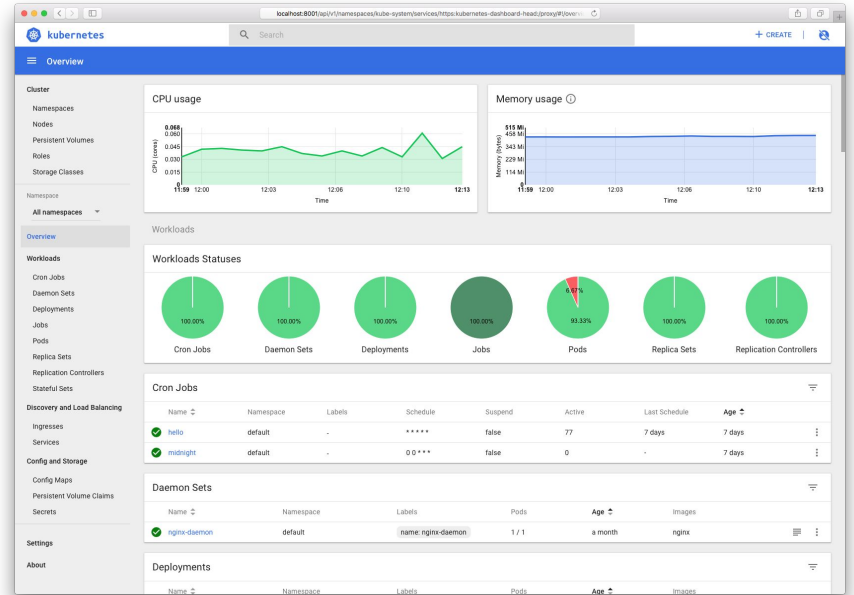 localhost:8001/api/v1/namespaces/kube-system/services/https:kubernetes-dashboard-head:/proxy/#!/overvi
kubernetes
Search
+ CREATE
Overview
Cluster
Namespaces
Nodes
Persistent Volumes
Roles
Storage Classes
Namespace
All namespaces
Overview
Workloads
Cron Jobs
Daemon Sets
Deployments
Jobs
Pods
Replica Sets
Replication Controllers
Stateful Sets
Discovery and Load Balancing
Ingresses
Services
Config and Storage
Config Maps
Persistent Volume Claims
Secrets
Settings
About
CPU usage
CPU (cores)
0.068
0.060
0.045
0.030
0.015
0
11:59 12:00 12:03 12:06 12:10 12:13
Time
Memory usage
Memory (bytes)
515 Mi
458 Mi
343 Mi
229 Mi
114 Mi
0
11:59 12:00 12:03 12:06 12:10 12:13
Time
Workloads
Workloads Statuses
100.00% 100.00% 100.00% 100.00% 6.67% 93.33% 100.00% 100.00%
Cron Jobs Daemon Sets Deployments Jobs Pods Replica Sets Replication Controllers
Cron Jobs
Name Namespace Labels Schedule Suspend Active Last Schedule Age
hello default - * * * * * false 77 7 days 7 days
midnight default - 0 0 * * * false 0 - 7 days
Daemon Sets
Name Namespace Labels Pods Age Images
nginx-daemon default name: nginx-daemon 1 / 1 a month nginx
Deployments
Name Namespace Labels Pods Age Images